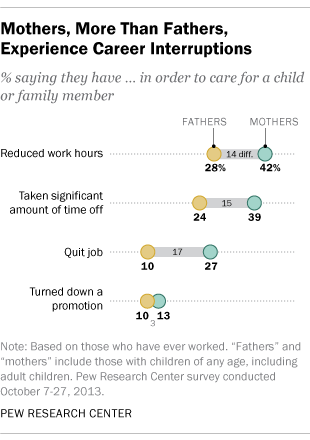 Mothers, More Than Fathers,
Experience Career Interruptions
% saying they have ... in order to care for a child
or family member
FATHERS MOTHERS
Reduced work hours 14 diff.
28% 42%
Taken significant
amount of time off 15
24 39
Quit job 17
10 27
Turned down a
promotion
10 13
3
Note: Based on those who have ever worked. “Fathers” and
“mothers” include those with children of any age, including
adult children. Pew Research Center survey conducted
October 7-27, 2013.
PEW RESEARCH CENTER